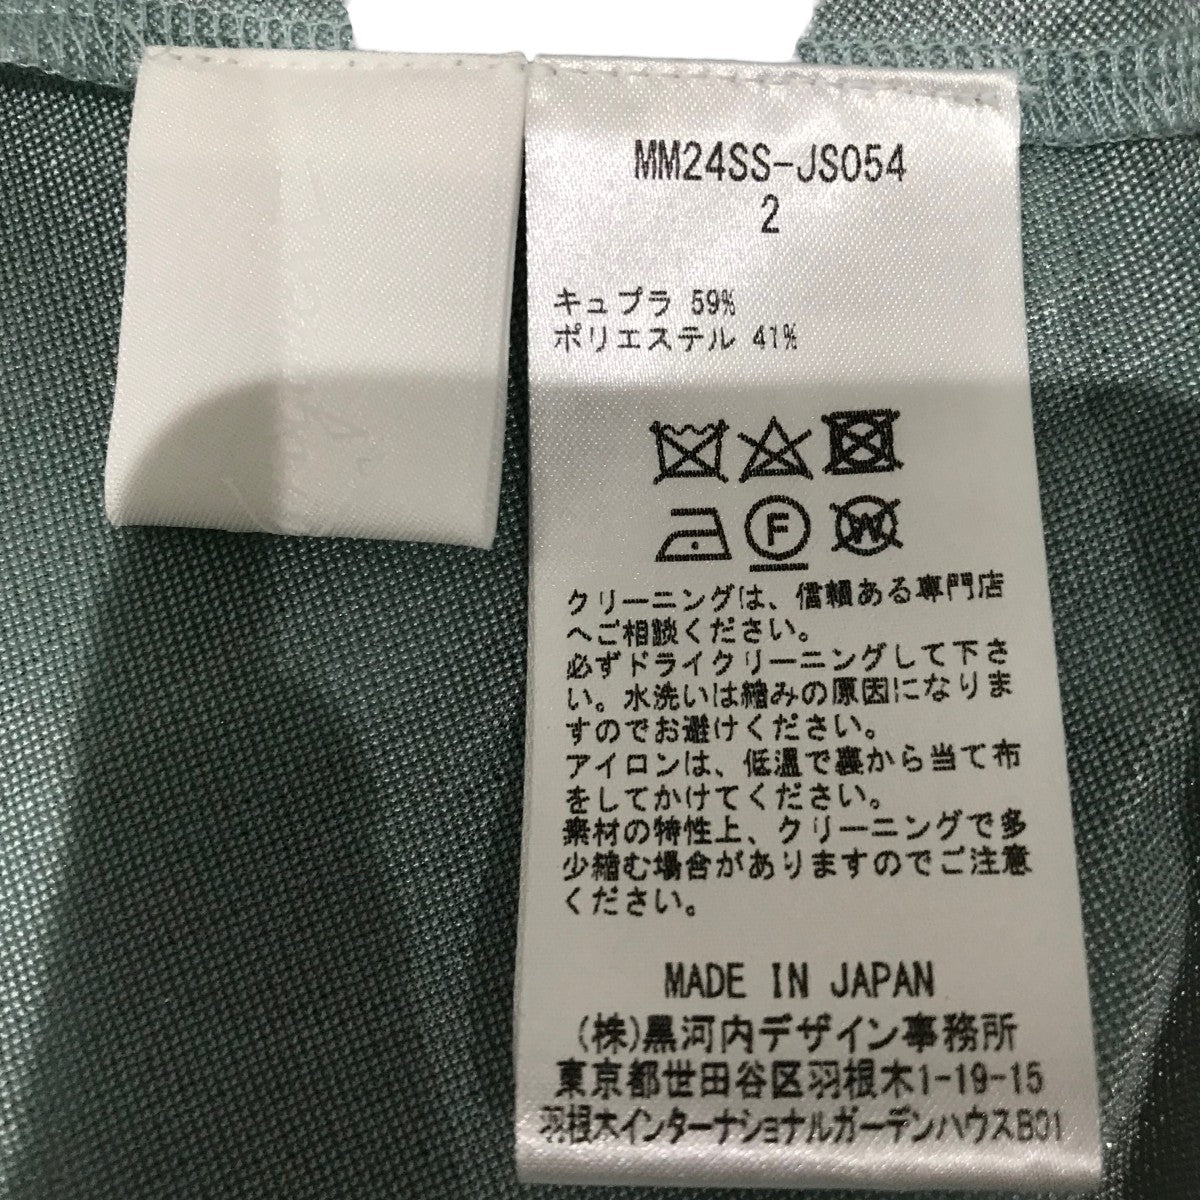 MM24SS-JS054
2
キュプラ 59%
ポリエステル 41%
F
W
クリーニングは、信頼ある専門店
へご相談ください。
必ずドライクリーニングして下さ
い。水洗いは縮みの原因になりま
すのでお避けください。
アイロンは、低温で裏から当て布
をしてかけてください。
素材の特性上、クリーニングで多
少縮む場合がありますのでご注意
ください。
MADE IN JAPAN
(株)黒河内デザイン事務所
東京都世田谷区羽根木1-19-15
羽根木インターナショナルガーデンハウスB01